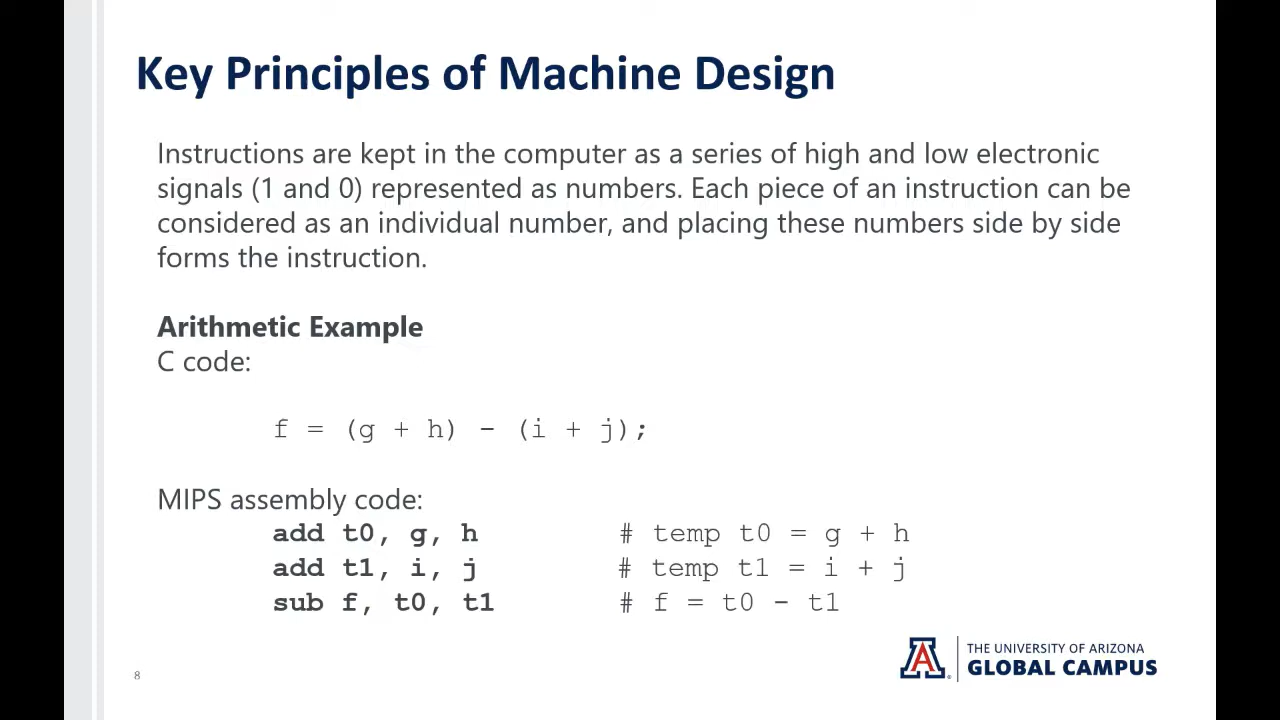 Key Principles of Machine Design
Instructions are kept in the computer as a series of high and low electronic
signals (1 and 0) represented as numbers. Each piece of an instruction can be
considered as an individual number, and placing these numbers side by side
forms the instruction.
Arithmetic Example
C code:
f = (g + h) - (i + j);
MIPS assembly code:
add t0, g, h # temp t0 = g + h
add t1, i, j # temp t1 = i + j
sub f, t0, t1 # f = t0 - t1
8
A
THE UNIVERSITY OF ARIZONA
GLOBAL CAMPUS